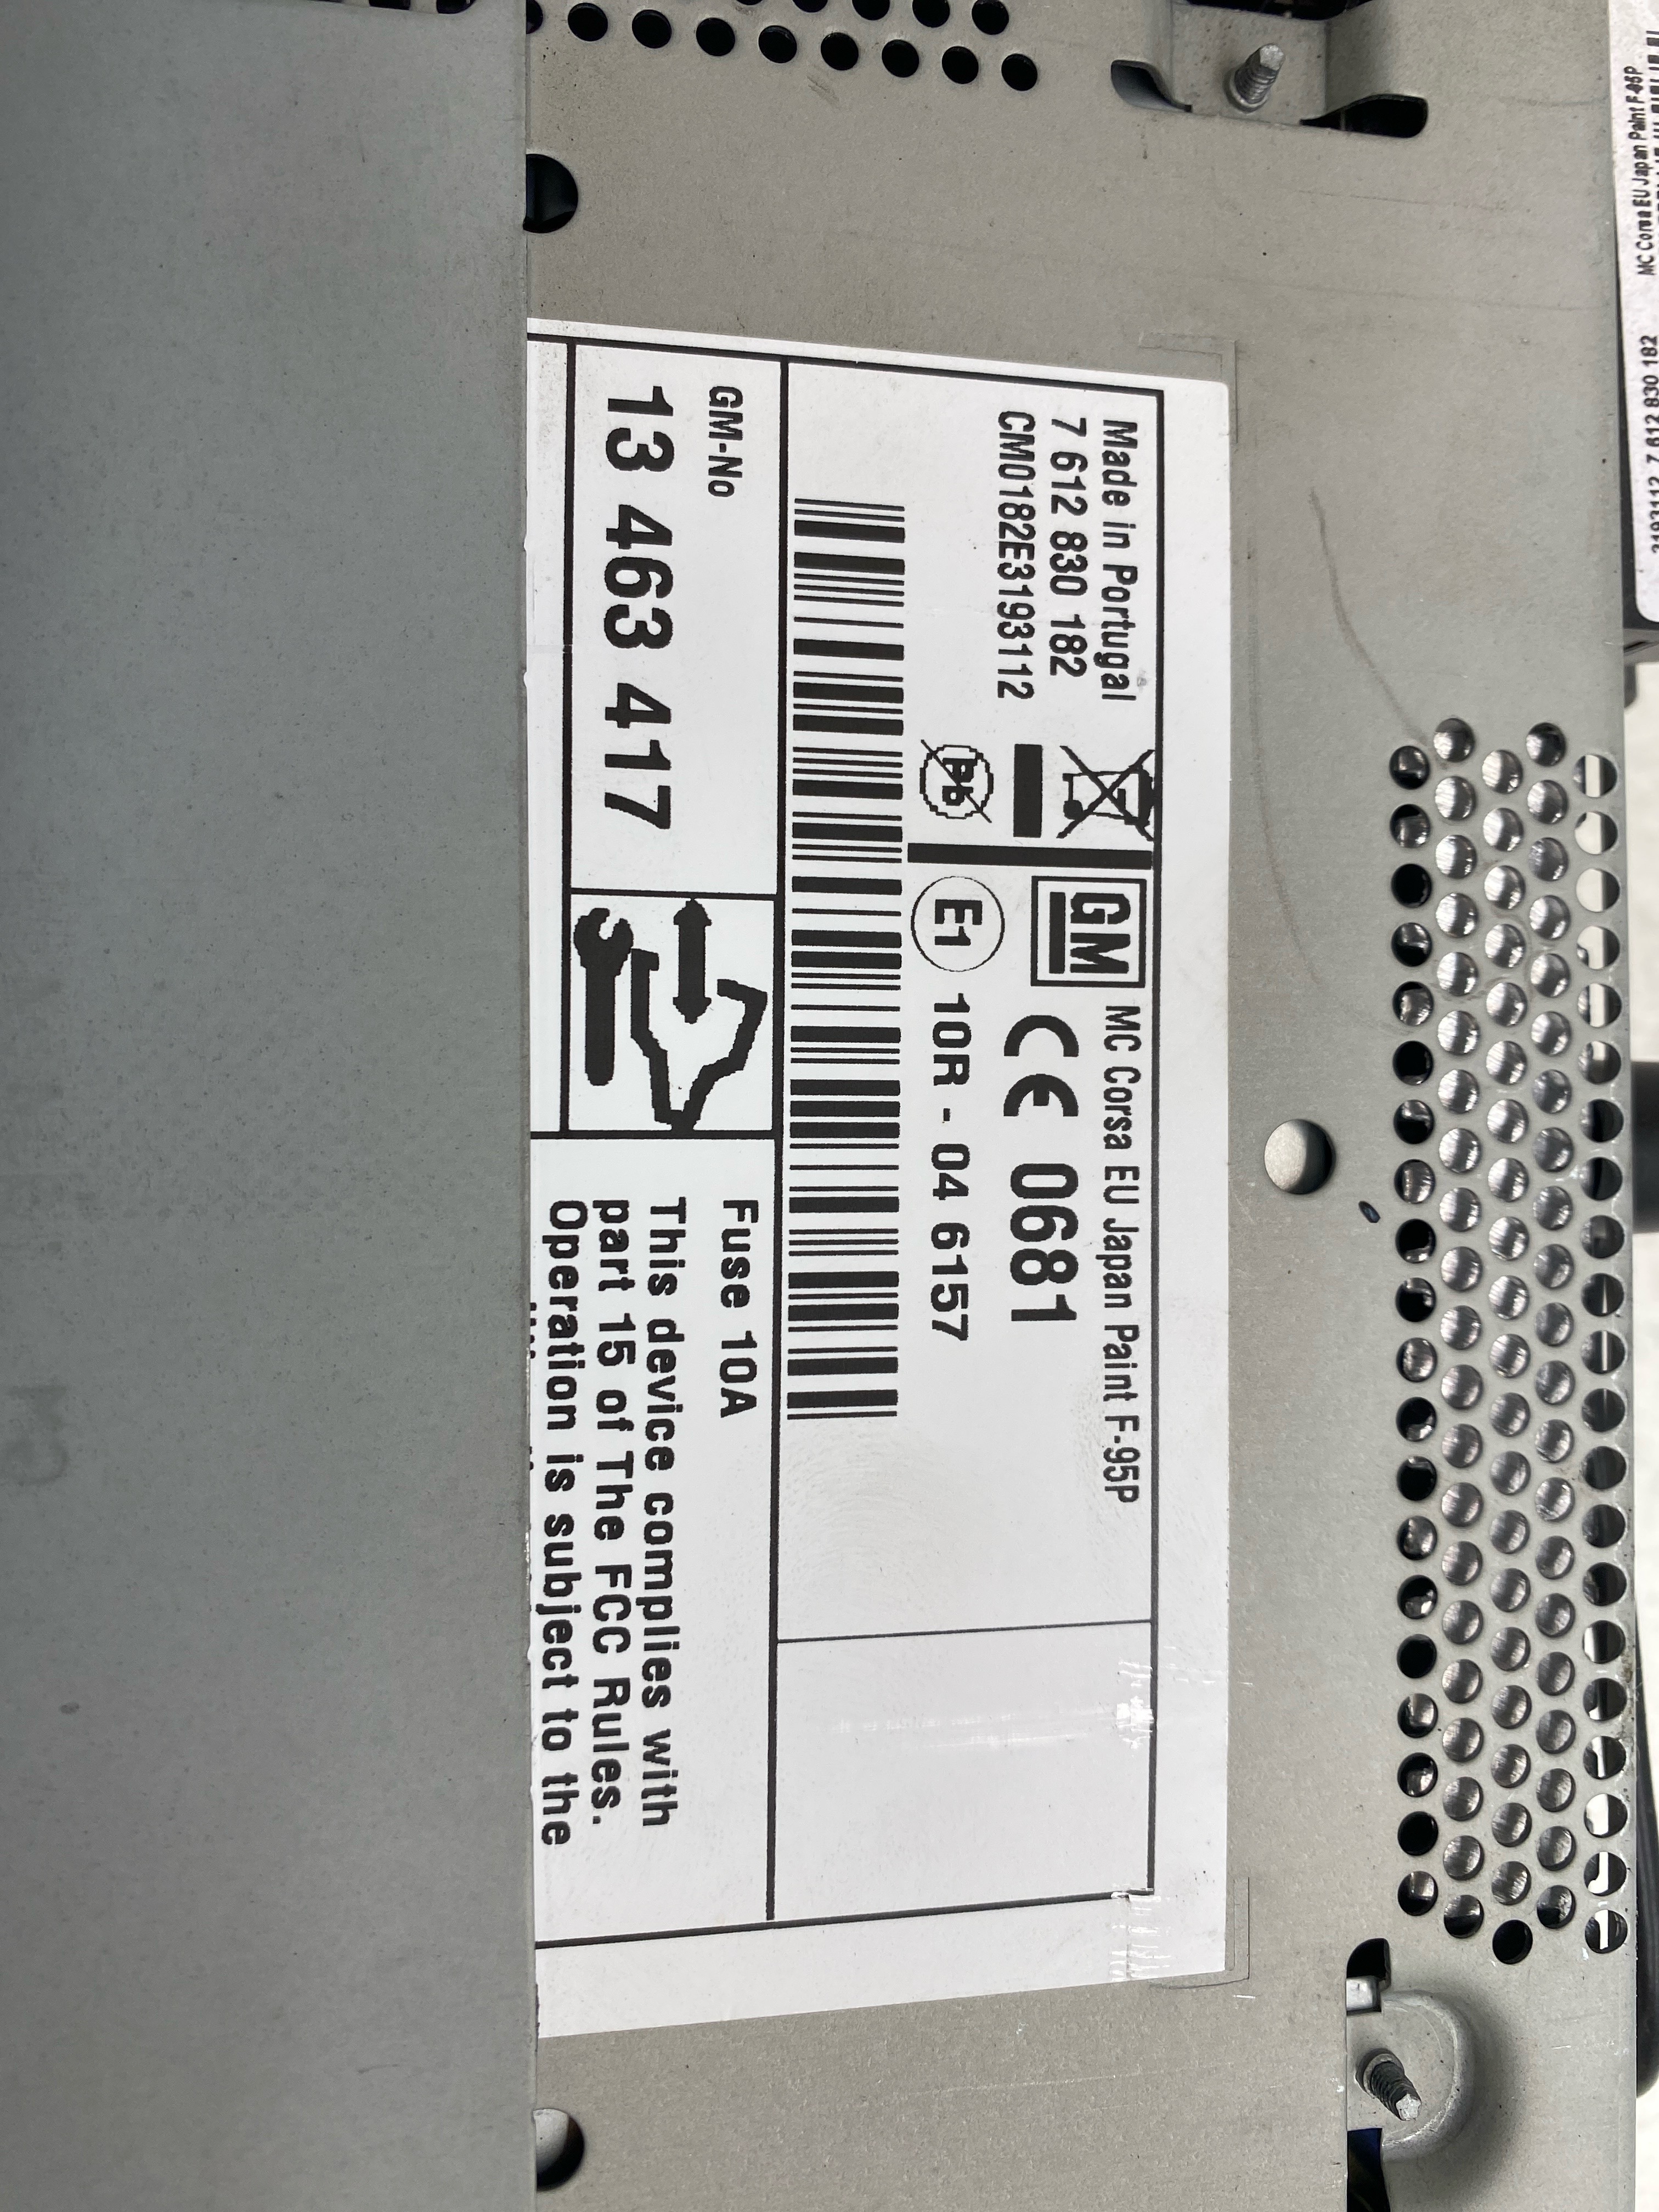 Made in Portugal
7 612 830 182
CM0182E3193112
Pb
GM MC Corsa EU Japan Paint F-95P
CE 0681
E1 10R - 04 6157
GM-No
13 463 417
Fuse 10A
This device complies with
part 15 of The FCC Rules.
Operation is subject to the
MC Corsa EU Japan Paint F-95P
3193112 7 612 830 182